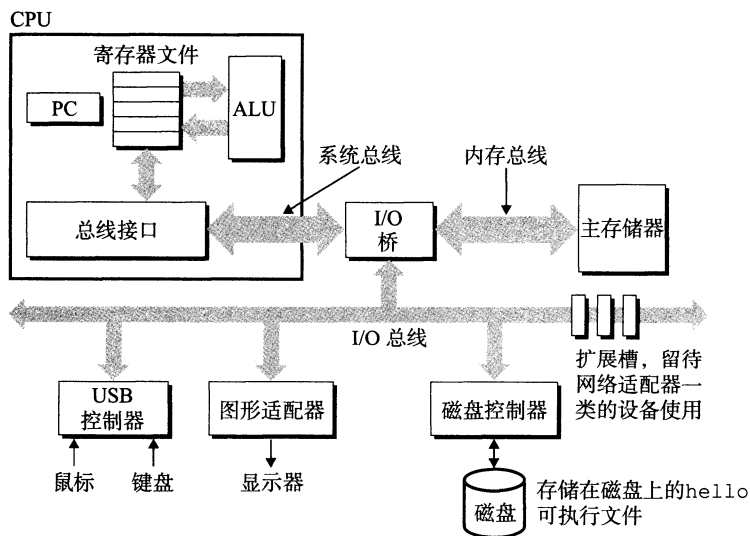 CPU
寄存器文件
PC
ALU
系统总线
内存总线
总线接口
I/O
桥
主存储器
I/O 总线
扩展槽，留待
网络适配器一
类的设备使用
USB
控制器
图形适配器
磁盘控制器
鼠标
键盘
显示器
磁盘
存储在磁盘上的hello
可执行文件